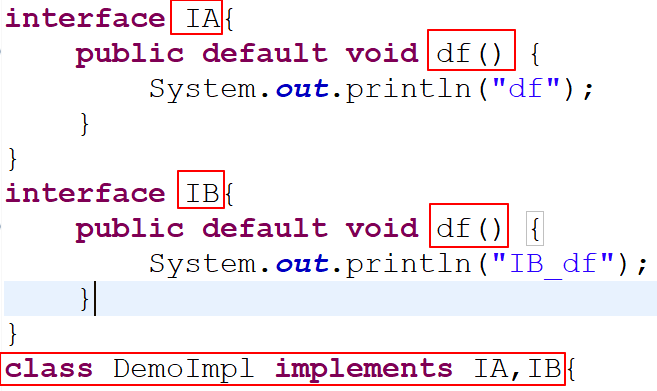 interface IA{
    public default void df() {
        System.out.println("df");
    }
}
interface IB{
    public default void df() {
        System.out.println("IB_df");
    }
}
class DemoImpl implements IA,IB{